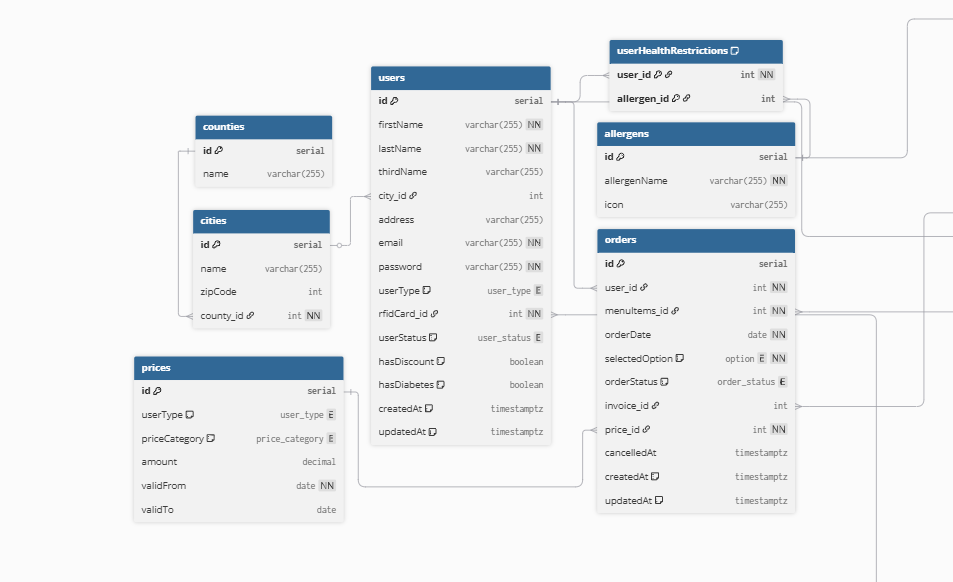 counties
id serial
name varchar(255)
cities
id serial
name varchar(255)
zipCode int
county_id int NN
prices
id serial
userType user_type E
priceCategory price_category E
amount decimal
validFrom date NN
validTo date
users
id serial
firstName varchar(255) NN
lastName varchar(255) NN
thirdName varchar(255)
city_id int
address varchar(255)
email varchar(255) NN
password varchar(255) NN
userType user_type E
rfidCard_id int NN
userStatus user_status E
hasDiscount boolean
hasDiabetes boolean
createdAt timestamptz
updatedAt timestamptz
userHealthRestrictions
user_id int NN
allergen_id int
allergens
id serial
allergenName varchar(255) NN
icon varchar(255)
orders
id serial
user_id int NN
menuItems_id int NN
orderDate date NN
selectedOption option E NN
orderStatus order_status E
invoice_id int
price_id int NN
cancelledAt timestamptz
createdAt timestamptz
updatedAt timestamptz